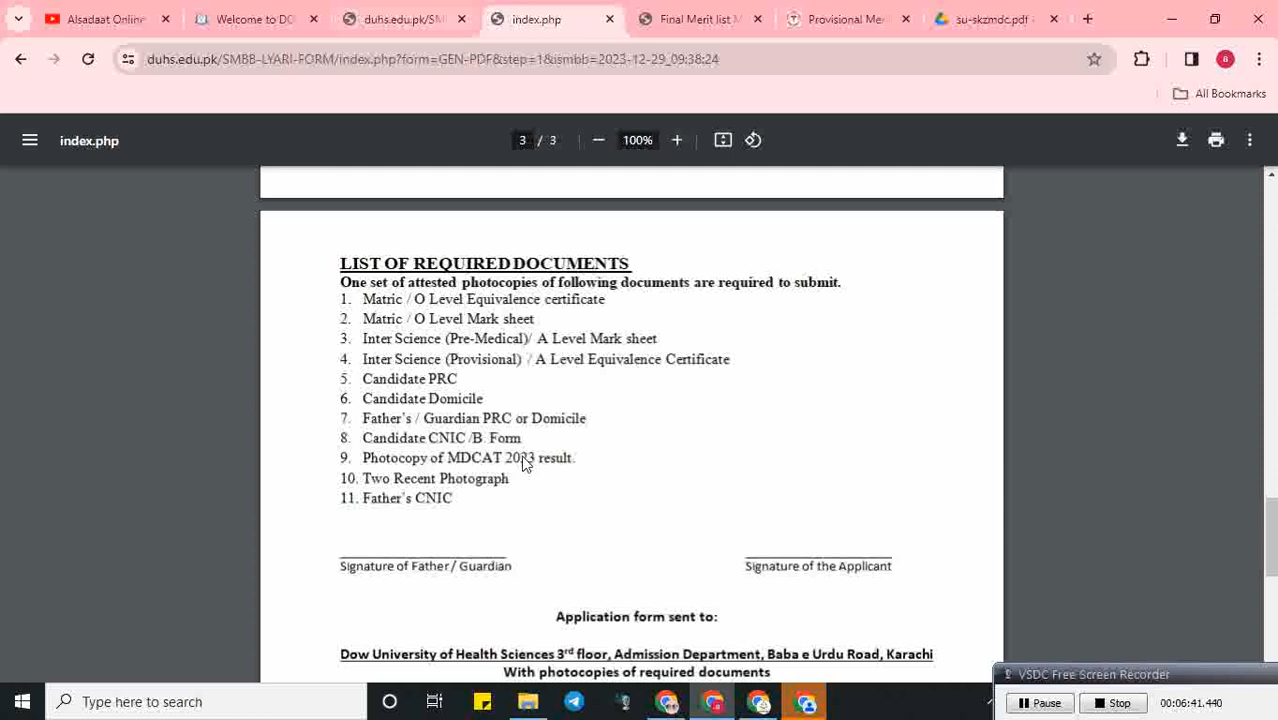 Alsadaat Online
Welcome to DO
duhs.edu.pk/SM
index.php
Final Merit list M
Provisional Me
su-skzmdc.pdf
duhs.edu.pk/SMBB-LYARI-FORM/index.php?form=GEN-PDF&step=1&ismbb=2023-12-29_09:38:24
a
All Bookmarks
index.php
3 / 3
100%
LIST OF REQUIRED DOCUMENTS
One set of attested photocopies of following documents are required to submit.
1. Matric / O Level Equivalence certificate
2. Matric / O Level Mark sheet
3. Inter Science (Pre-Medical)/ A Level Mark sheet
4. Inter Science (Provisional) / A Level Equivalence Certificate
5. Candidate PRC
6. Candidate Domicile
7. Father's / Guardian PRC or Domicile
8. Candidate CNIC /B. Form
9. Photocopy of MDCAT 2023 result.
10. Two Recent Photograph
11. Father's CNIC
Signature of Father / Guardian
Signature of the Applicant
Application form sent to:
Dow University of Health Sciences 3rd floor, Admission Department, Baba e Urdu Road, Karachi
With photocopies of required documents
VSDC Free Screen Recorder
Pause
Stop
00:06:41.440
Type here to search